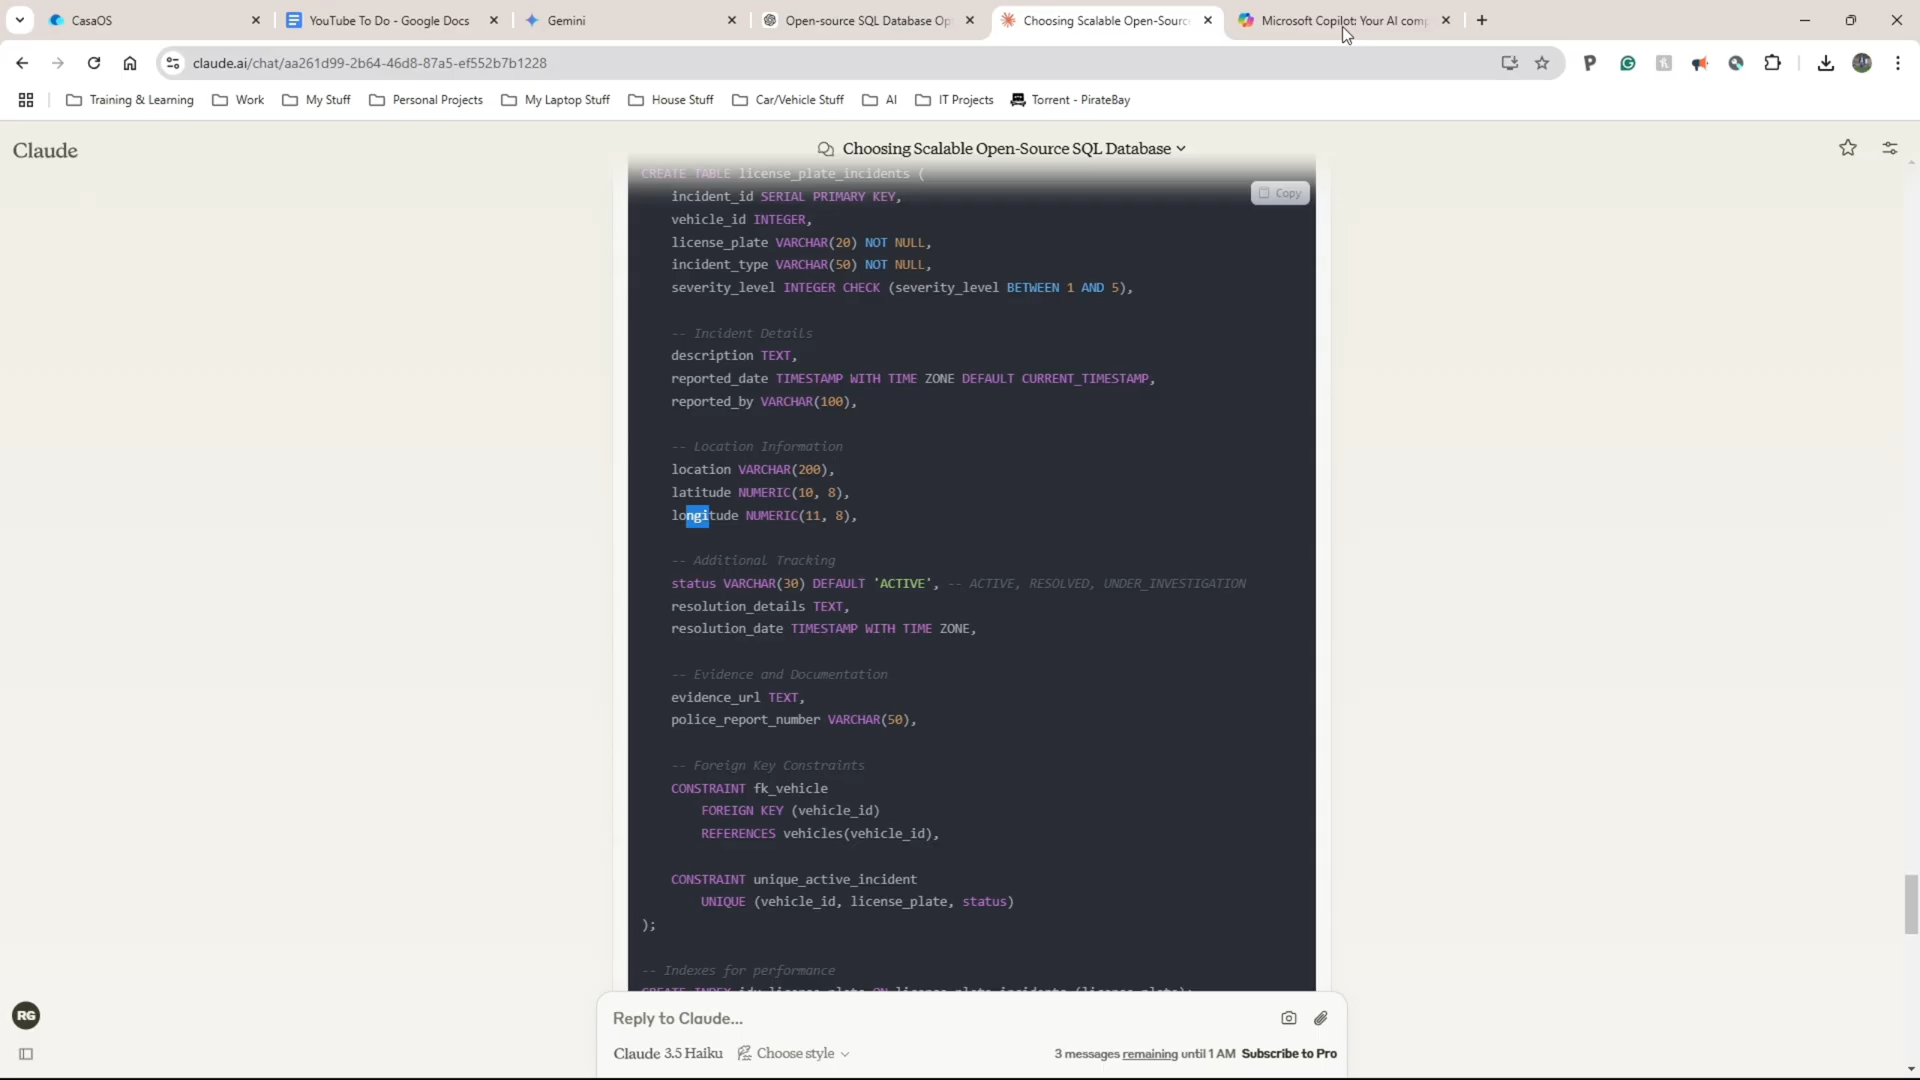 CasaOS
YouTube To Do - Google Docs
Gemini
Open-source SQL Database Op
Choosing Scalable Open-Source
Microsoft Copilot: Your AI comp
claude.ai/chat/aa261d99-2b64-46d8-87a5-ef552b7b1228
Training & Learning
Work
My Stuff
Personal Projects
My Laptop Stuff
House Stuff
Car/Vehicle Stuff
AI
IT Projects
Torrent - PirateBay
Claude
Choosing Scalable Open-Source SQL Database
Copy
CREATE TABLE license_plate_incidents (
incident_id SERIAL PRIMARY KEY,
vehicle_id INTEGER,
license_plate VARCHAR(20) NOT NULL,
incident_type VARCHAR(50) NOT NULL,
severity_level INTEGER CHECK (severity_level BETWEEN 1 AND 5),
-- Incident Details
description TEXT,
reported_date TIMESTAMP WITH TIME ZONE DEFAULT CURRENT_TIMESTAMP,
reported_by VARCHAR(100),
-- Location Information
location VARCHAR(200),
latitude NUMERIC(10, 8),
longitude NUMERIC(11, 8),
-- Additional Tracking
status VARCHAR(30) DEFAULT 'ACTIVE', -- ACTIVE, RESOLVED, UNDER_INVESTIGATION
resolution_details TEXT,
resolution_date TIMESTAMP WITH TIME ZONE,
-- Evidence and Documentation
evidence_url TEXT,
police_report_number VARCHAR(50),
-- Foreign Key Constraints
CONSTRAINT fk_vehicle
FOREIGN KEY (vehicle_id)
REFERENCES vehicles(vehicle_id),
CONSTRAINT unique_active_incident
UNIQUE (vehicle_id, license_plate, status)
);
-- Indexes for performance
CREATE INDEX idx_license_plate ON license_plate_incidents (license_plate);
Reply to Claude...
Claude 3.5 Haiku
Choose style
3 messages remaining until 1 AM Subscribe to Pro
RG